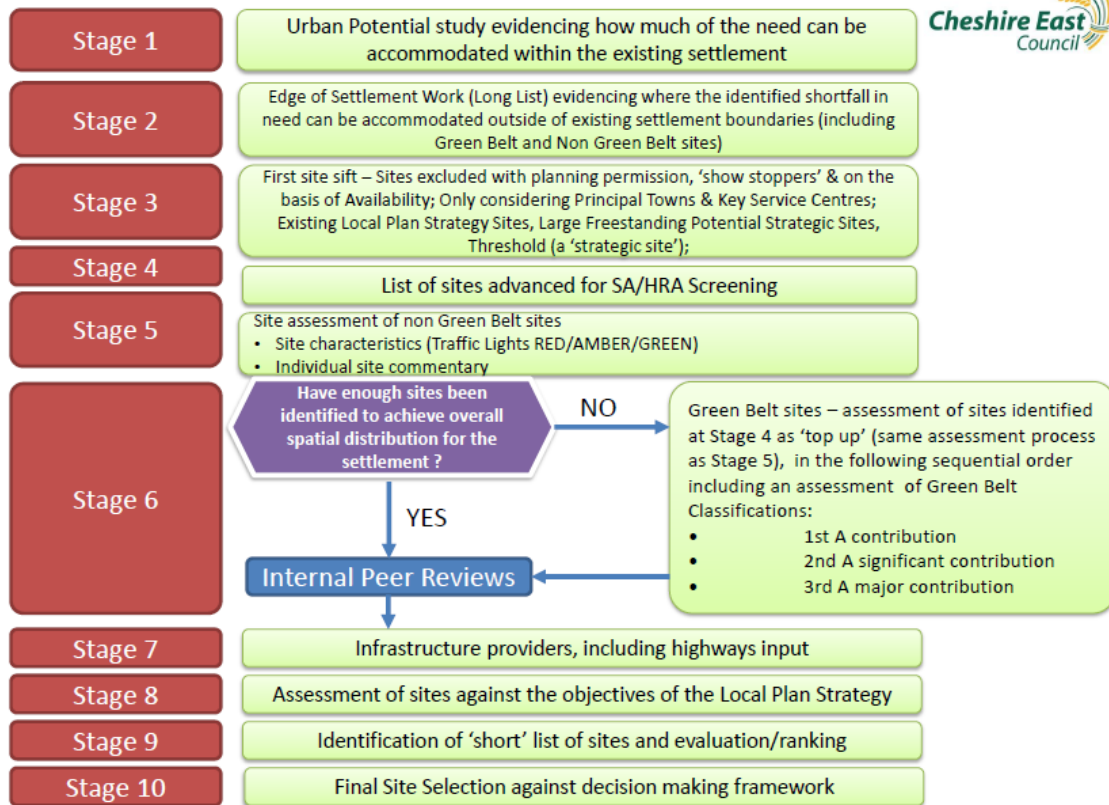 Cheshire East
Council
Stage 1
Urban Potential study evidencing how much of the need can be
accommodated within the existing settlement
Stage 2
Edge of Settlement Work (Long List) evidencing where the identified shortfall in
need can be accommodated outside of existing settlement boundaries (including
Green Belt and Non Green Belt sites)
Stage 3
First site sift – Sites excluded with planning permission, ‘show stoppers’ & on the
basis of Availability; Only considering Principal Towns & Key Service Centres;
Existing Local Plan Strategy Sites, Large Freestanding Potential Strategic Sites,
Threshold (a ‘strategic site’);
Stage 4
List of sites advanced for SA/HRA Screening
Stage 5
Site assessment of non Green Belt sites
• Site characteristics (Traffic Lights RED/AMBER/GREEN)
• Individual site commentary
Stage 6
Have enough sites been
identified to achieve overall
spatial distribution for the
settlement ?
NO
YES
Green Belt sites – assessment of sites identified
at Stage 4 as ‘top up’ (same assessment process
as Stage 5), in the following sequential order
including an assessment of Green Belt
Classifications:
• 1st A contribution
• 2nd A significant contribution
• 3rd A major contribution
Internal Peer Reviews
Stage 7
Infrastructure providers, including highways input
Stage 8
Assessment of sites against the objectives of the Local Plan Strategy
Stage 9
Identification of ‘short’ list of sites and evaluation/ranking
Stage 10
Final Site Selection against decision making framework